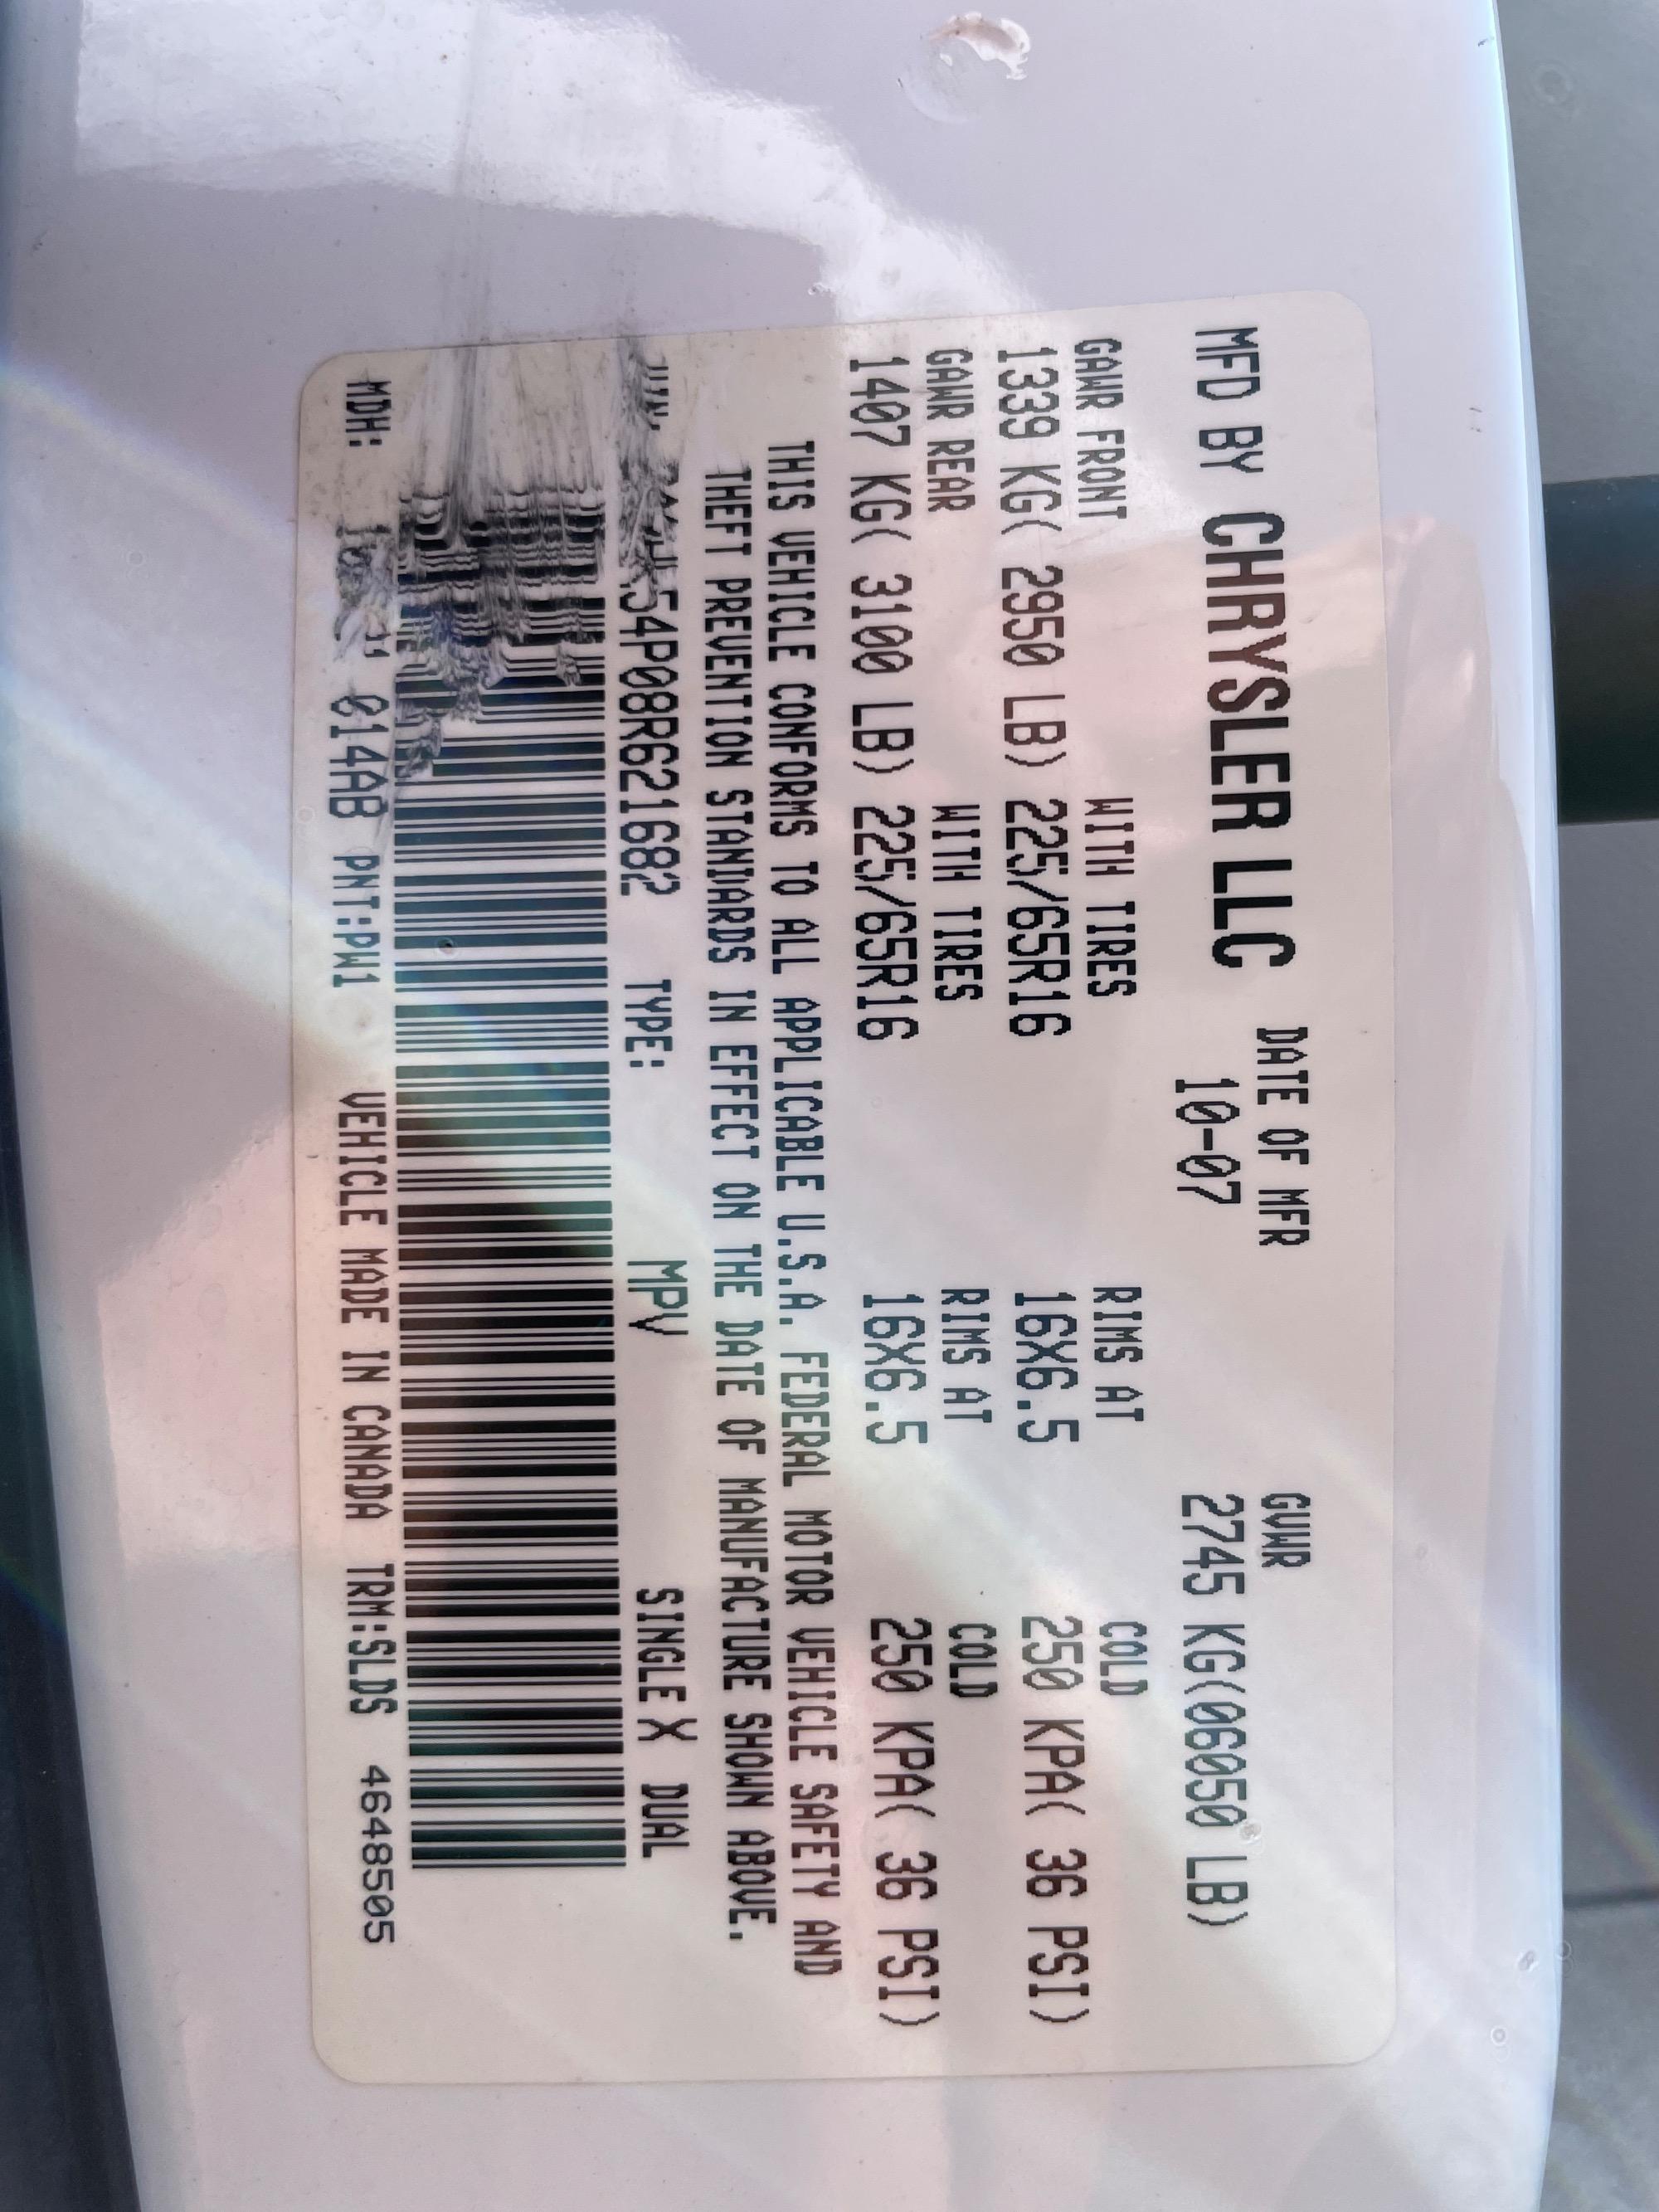 MFD BY CHRYSLER LLC
DATE OF MFR
10-07
GVWR
2745 KG(06050 LB)
GAWR FRONT WITH TIRES RIMS AT COLD
1339 KG( 2950 LB) 225/65R16 16X6.5 250 KPA( 36 PSI)
GAWR REAR WITH TIRES RIMS AT COLD
1407 KG( 3100 LB) 225/65R16 16X6.5 250 KPA( 36 PSI)
THIS VEHICLE CONFORMS TO ALL APPLICABLE U.S.A. FEDERAL MOTOR VEHICLE SAFETY AND
THEFT PREVENTION STANDARDS IN EFFECT ON THE DATE OF MANUFACTURE SHOWN ABOVE.
TYPE: MPV SINGLE X DUAL
MDH: 014AB PNT:PW1 VEHICLE MADE IN CANADA TRM:SLDS 4648505